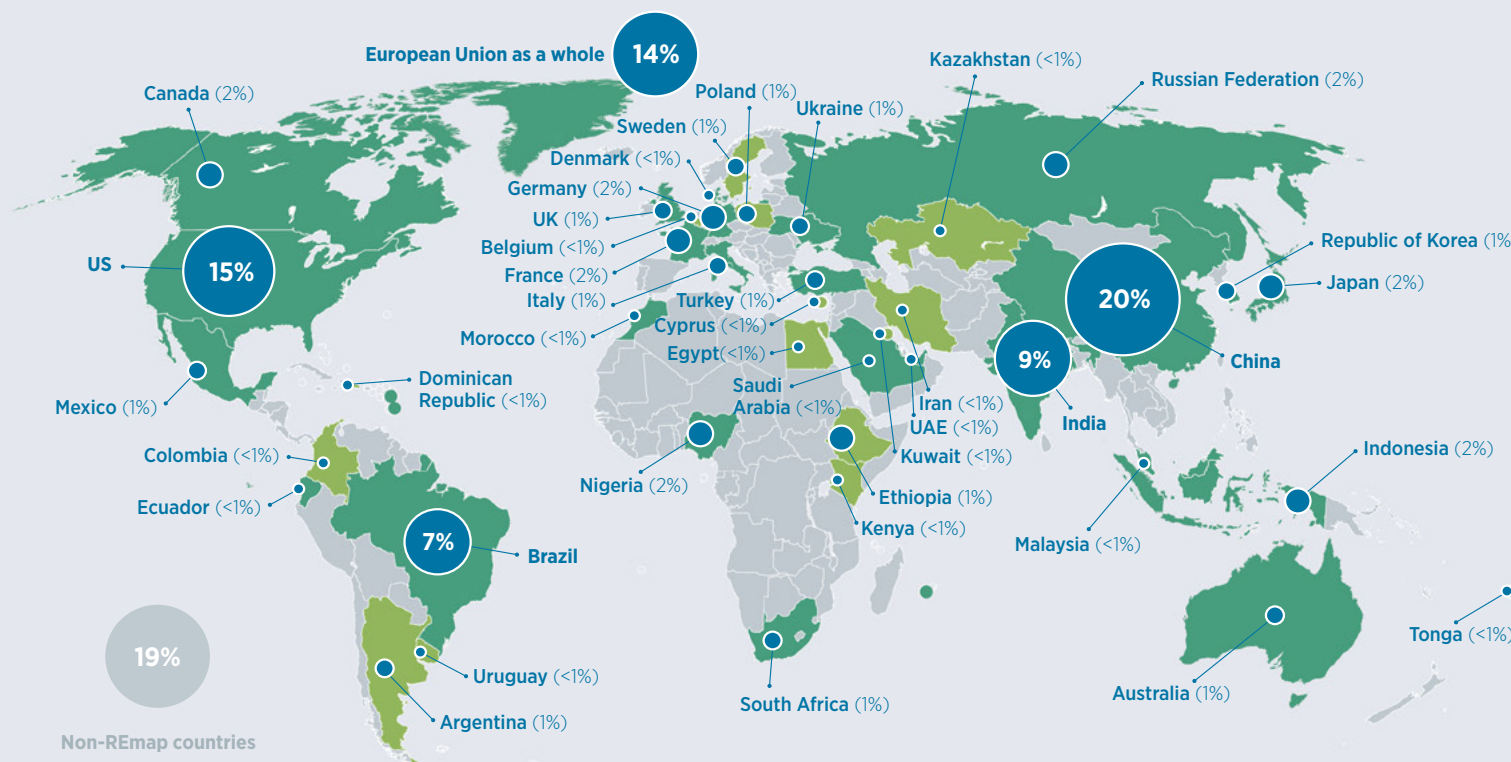 European Union as a whole
14%
Kazakhstan (<1%)
Russian Federation (2%)
Canada (2%)
Poland (1%)
Ukraine (1%)
Sweden (1%)
Denmark (<1%)
Germany (2%)
UK (1%)
Belgium (<1%)
France (2%)
Italy (1%)
Morocco (<1%)
US
15%
Turkey (1%)
Cyprus (<1%)
Egypt(<1%)
Republic of Korea (1%
Japan (2%)
20%
China
9%
India
Mexico (1%)
Dominican
Republic (<1%)
Saudi
Arabia (<1%)
Iran (<1%)
UAE (<1%)
Kuwait (<1%)
Colombia (<1%)
Ecuador (<1%)
Nigeria (2%)
Ethiopia (1%)
Kenya (<1%)
Indonesia (2%)
Malaysia (<1%)
7%
Brazil
19%
Non-REmap countries
Uruguay (<1%)
Argentina (1%)
South Africa (1%)
Australia (1%)
Tonga (<1%)